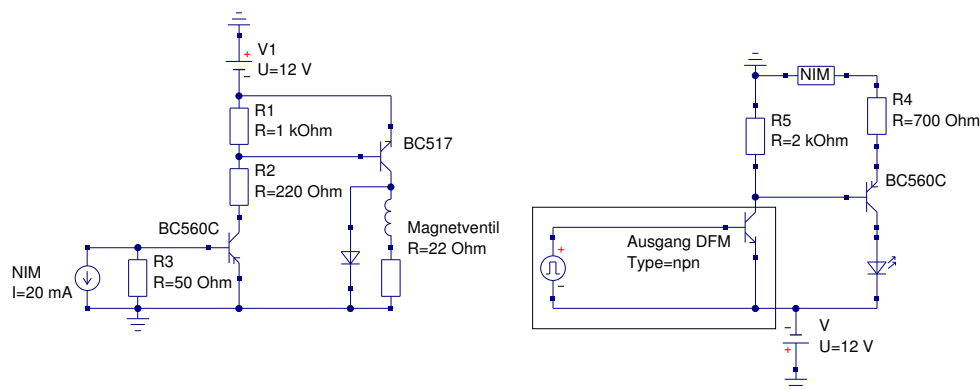 V1
U=12 V
R1
R=1 kOhm
BC517
R2
R=220 Ohm
BC560C
Magnetventil
R=22 Ohm
NIM
I=20 mA
R3
R=50 Ohm
NIM
R4
R=700 Ohm
R5
R=2 kOhm
BC560C
Ausgang DFM
Type=npn
V
U=12 V